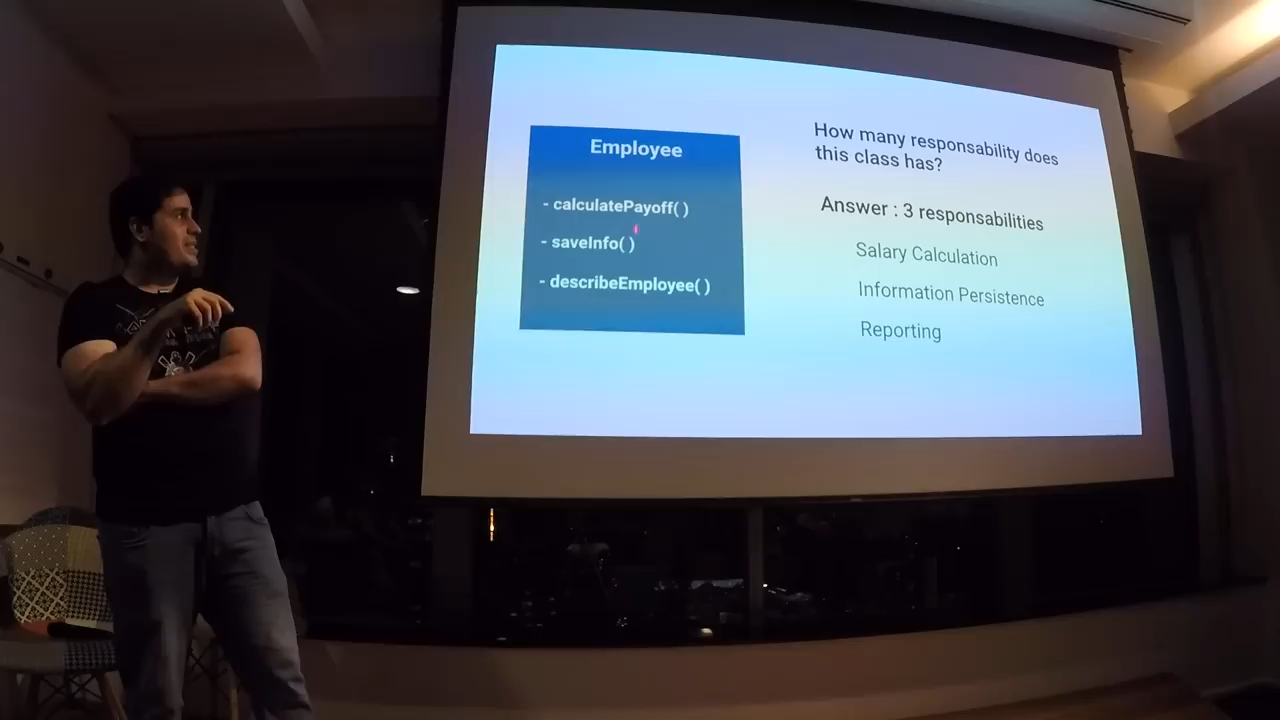 Employee
- calculatePayoff( )
- saveInfo( )
- describeEmployee( )
How many responsability does
this class has?
Answer : 3 responsabilities
Salary Calculation
Information Persistence
Reporting